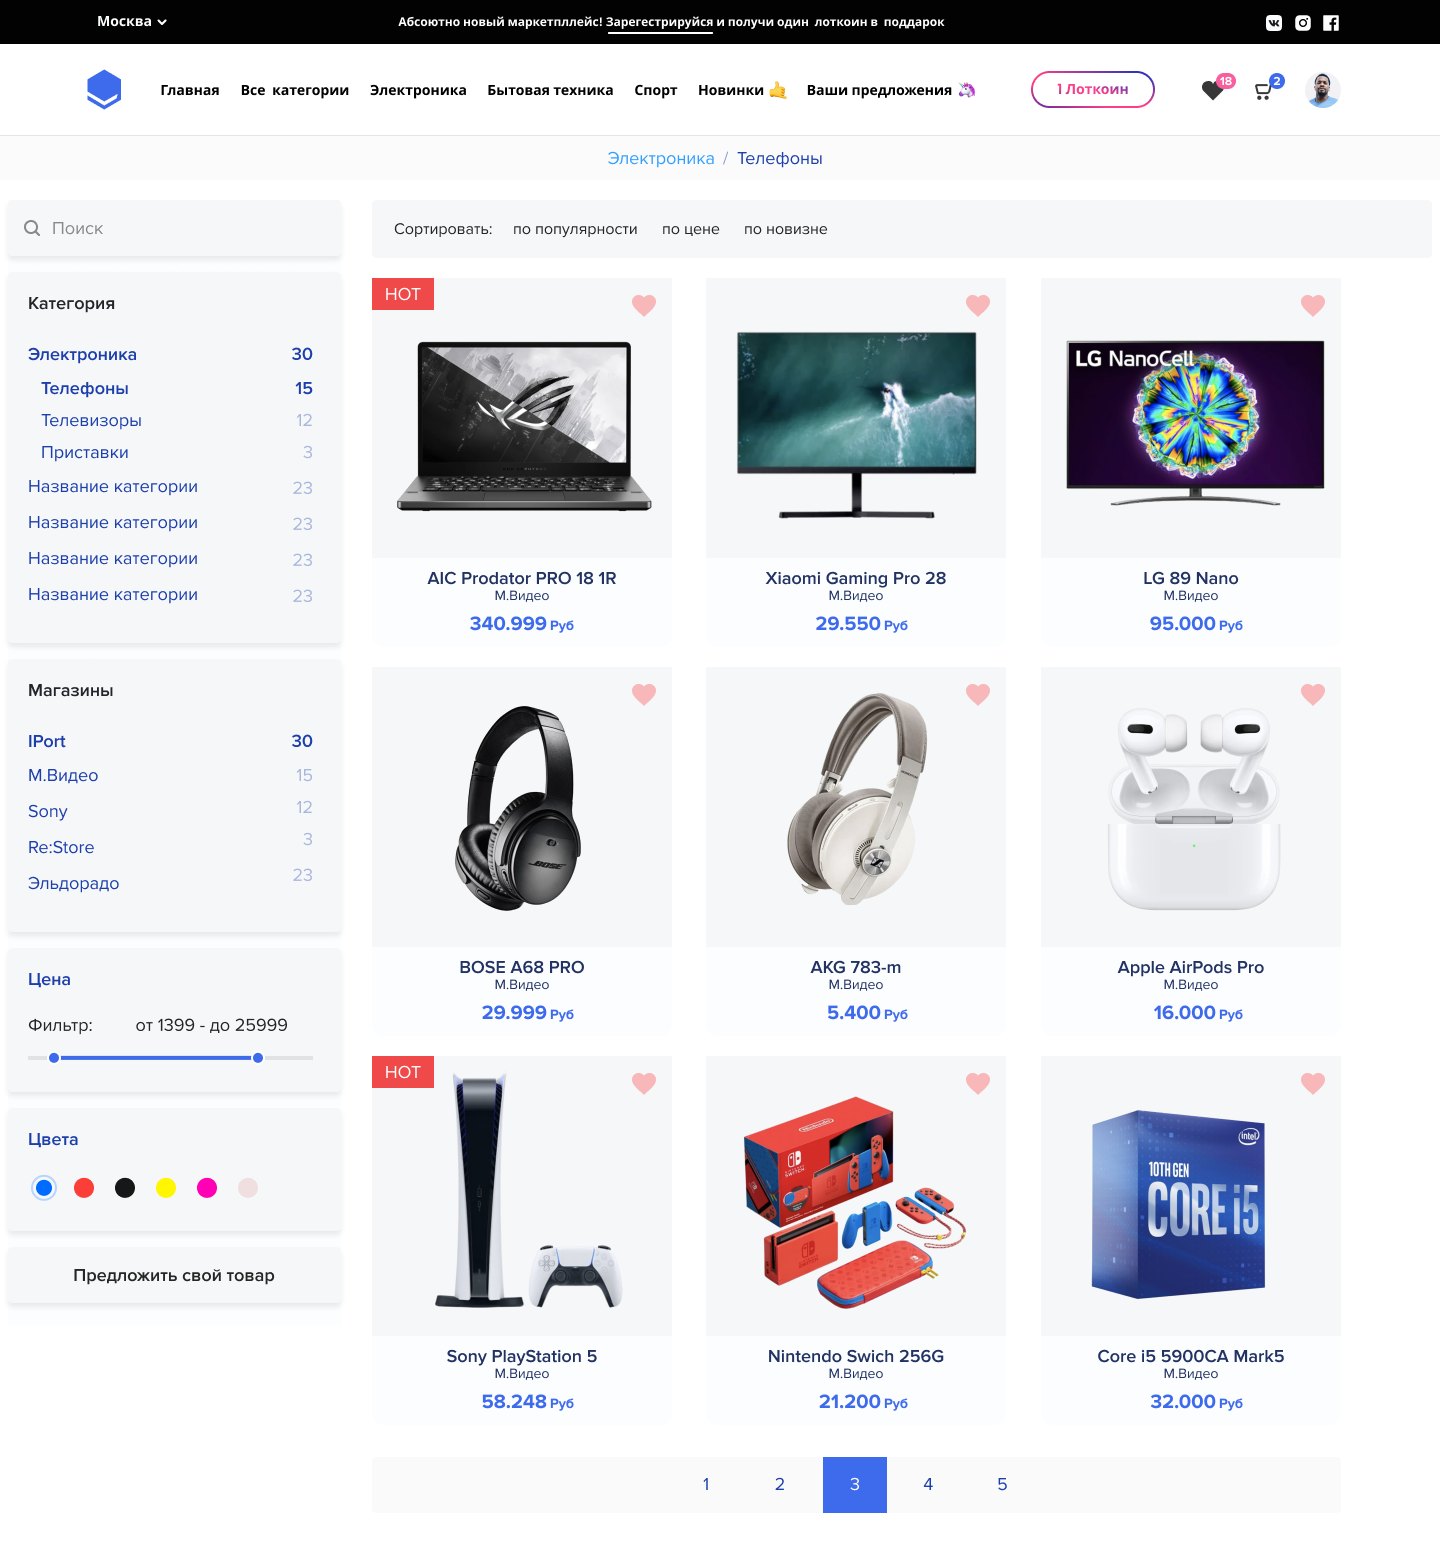 Москва
Абсоютно новый маркетпллейс! Зарегестрируйся и получи один лоткоин в поддарок
Главная Все категории Электроника Бытовая техника Спорт Новинки Ваши предложения 1 Лоткоин 18 2
Электроника / Телефоны
Поиск
Категория
Электроника 30
Телефоны 15
Телевизоры 12
Приставки 3
Название категории 23
Название категории 23
Название категории 23
Название категории 23
Магазины
IPort 30
М.Видео 15
Sony 12
Re:Store 3
Эльдорадо 23
Цена
Фильтр: от 1399 - до 25999
Цвета
Предложить свой товар
Сортировать: по популярности по цене по новизне
HOT
AIC Prodator PRO 18 1R
М.Видео
340.999 Руб
Xiaomi Gaming Pro 28
М.Видео
29.550 Руб
LG NanoCell
LG 89 Nano
М.Видео
95.000 Руб
BOSE
BOSE A68 PRO
М.Видео
29.999 Руб
AKG 783-m
М.Видео
5.400 Руб
Apple AirPods Pro
М.Видео
16.000 Руб
HOT
Sony PlayStation 5
М.Видео
58.248 Руб
Nintendo
SWITCH
Nintendo Swich 256G
М.Видео
21.200 Руб
intel
10TH GEN
CORE i5
Core i5 5900CA Mark5
М.Видео
32.000 Руб
1 2 3 4 5